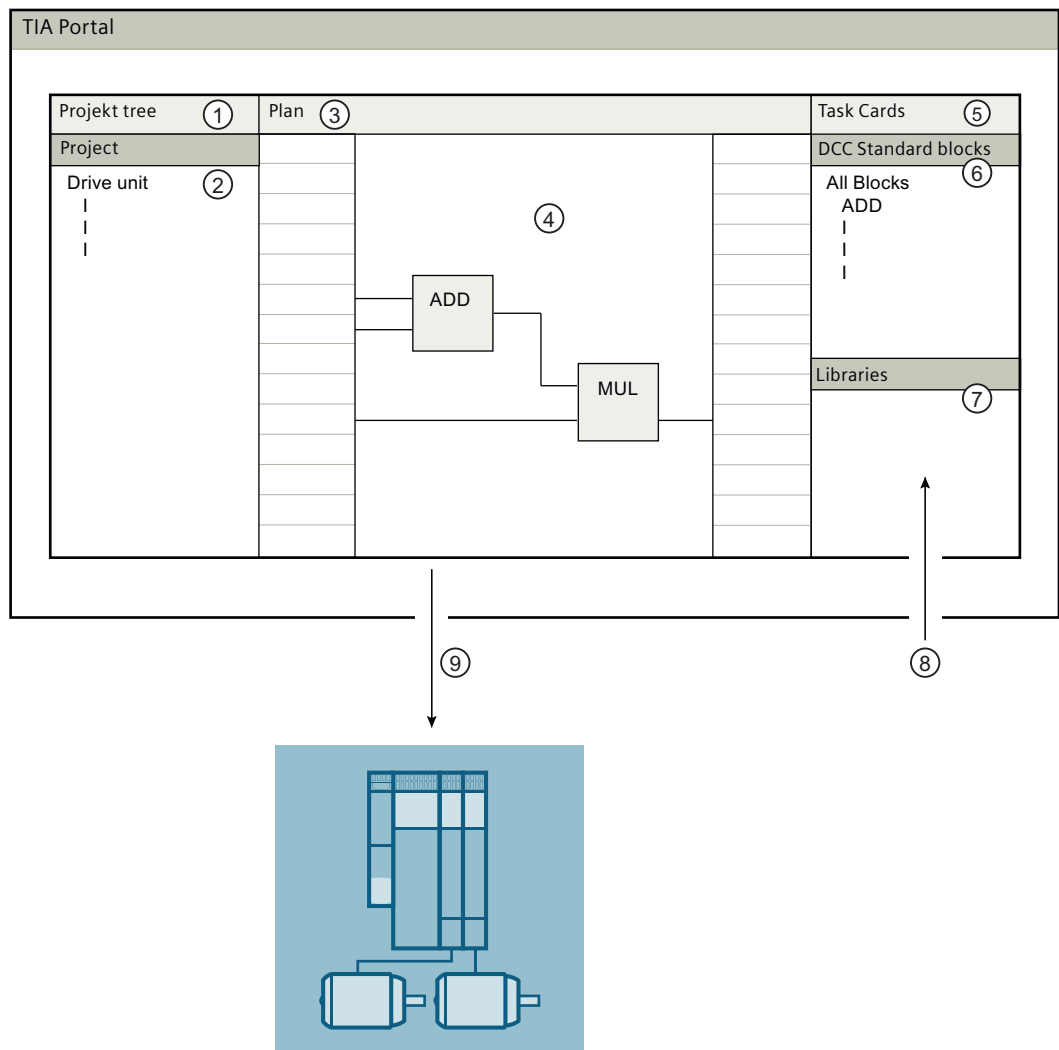 TIA Portal
Projekt tree ①
Plan ③
Task Cards ⑤
Project
DCC Standard blocks
Drive unit ②
I
I
I
④
⑥
All Blocks
ADD
I
I
I
ADD
MUL
Libraries
⑦
⑨
⑧